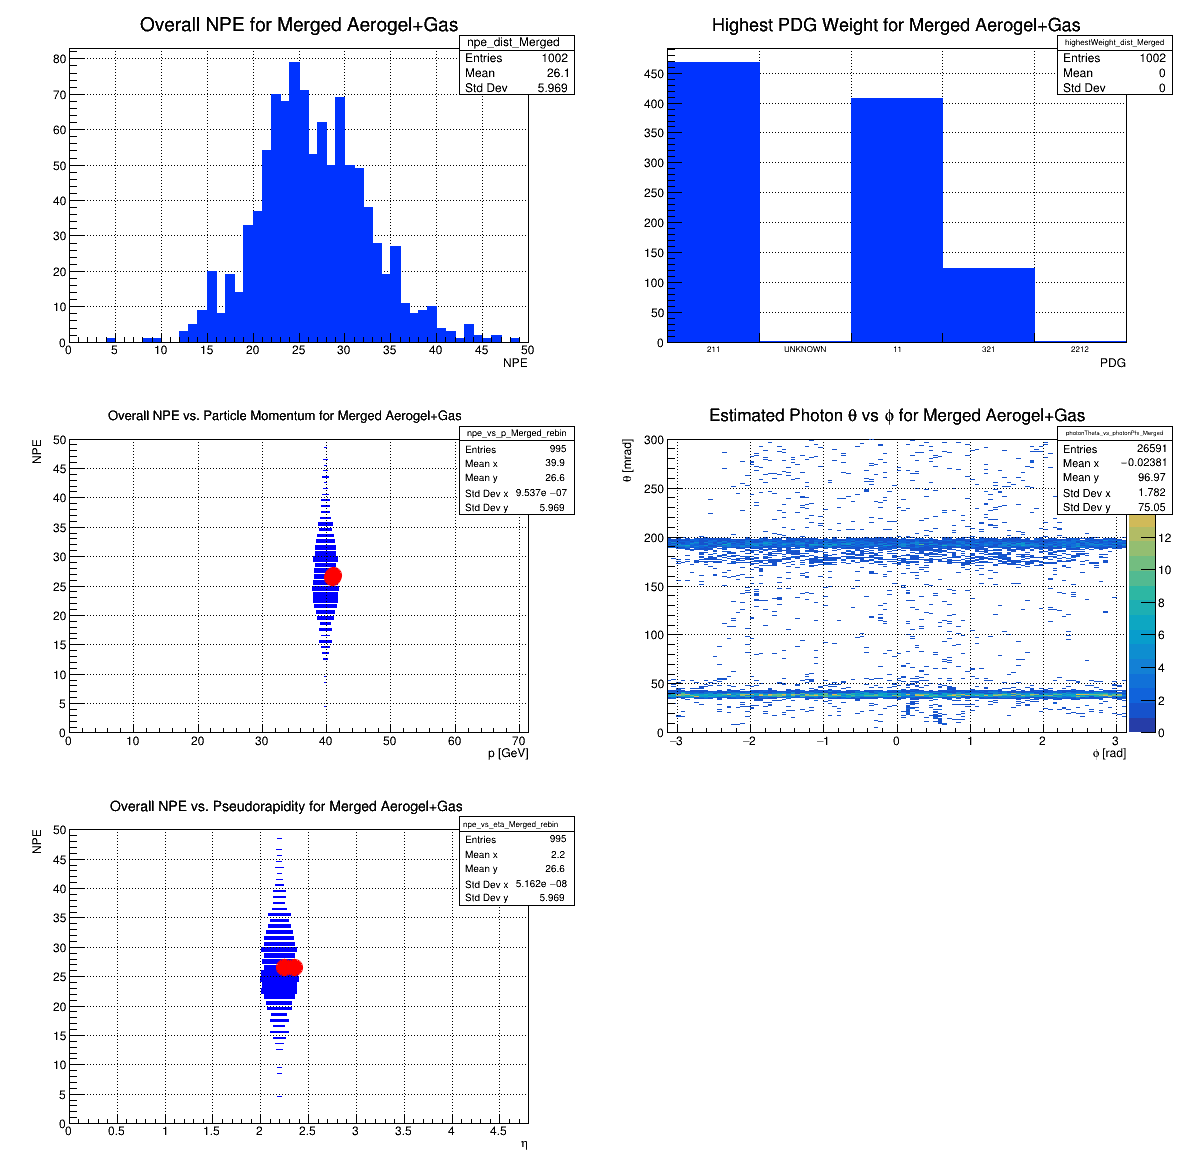 Overall NPE for Merged Aerogel+Gas
npe_dist_Merged
Entries 1002
Mean 26.1
Std Dev 5.969
80
70
60
50
40
30
20
10
0
0 5 10 15 20 25 30 35 40 45 50
NPE
Highest PDG Weight for Merged Aerogel+Gas
highestWeight_dist_Merged
Entries 1002
Mean 0
Std Dev 0
450
400
350
300
250
200
150
100
50
0
211 UNKNOWN 11 321 2212
PDG
Overall NPE vs. Particle Momentum for Merged Aerogel+Gas
npe_vs_p_Merged_rebin
Entries 995
Mean x 39.9
Mean y 26.6
Std Dev x 9.537e −07
Std Dev y 5.969
NPE
50
45
40
35
30
25
20
15
10
5
0
0 10 20 30 40 50 60 70
p [GeV]
Estimated Photon θ vs ϕ for Merged Aerogel+Gas
photonTheta_vs_photonPhi_Merged
Entries 26591
Mean x −0.02381
Mean y 96.97
Std Dev x 1.782
Std Dev y 75.05
θ [mrad]
300
250
200
150
100
50
0
−3 −2 −1 0 1 2 3
ϕ [rad]
12
10
8
6
4
2
0
Overall NPE vs. Pseudorapidity for Merged Aerogel+Gas
npe_vs_eta_Merged_rebin
Entries 995
Mean x 2.2
Mean y 26.6
Std Dev x 5.162e −08
Std Dev y 5.969
NPE
50
45
40
35
30
25
20
15
10
5
0
0 0.5 1 1.5 2 2.5 3 3.5 4 4.5
η